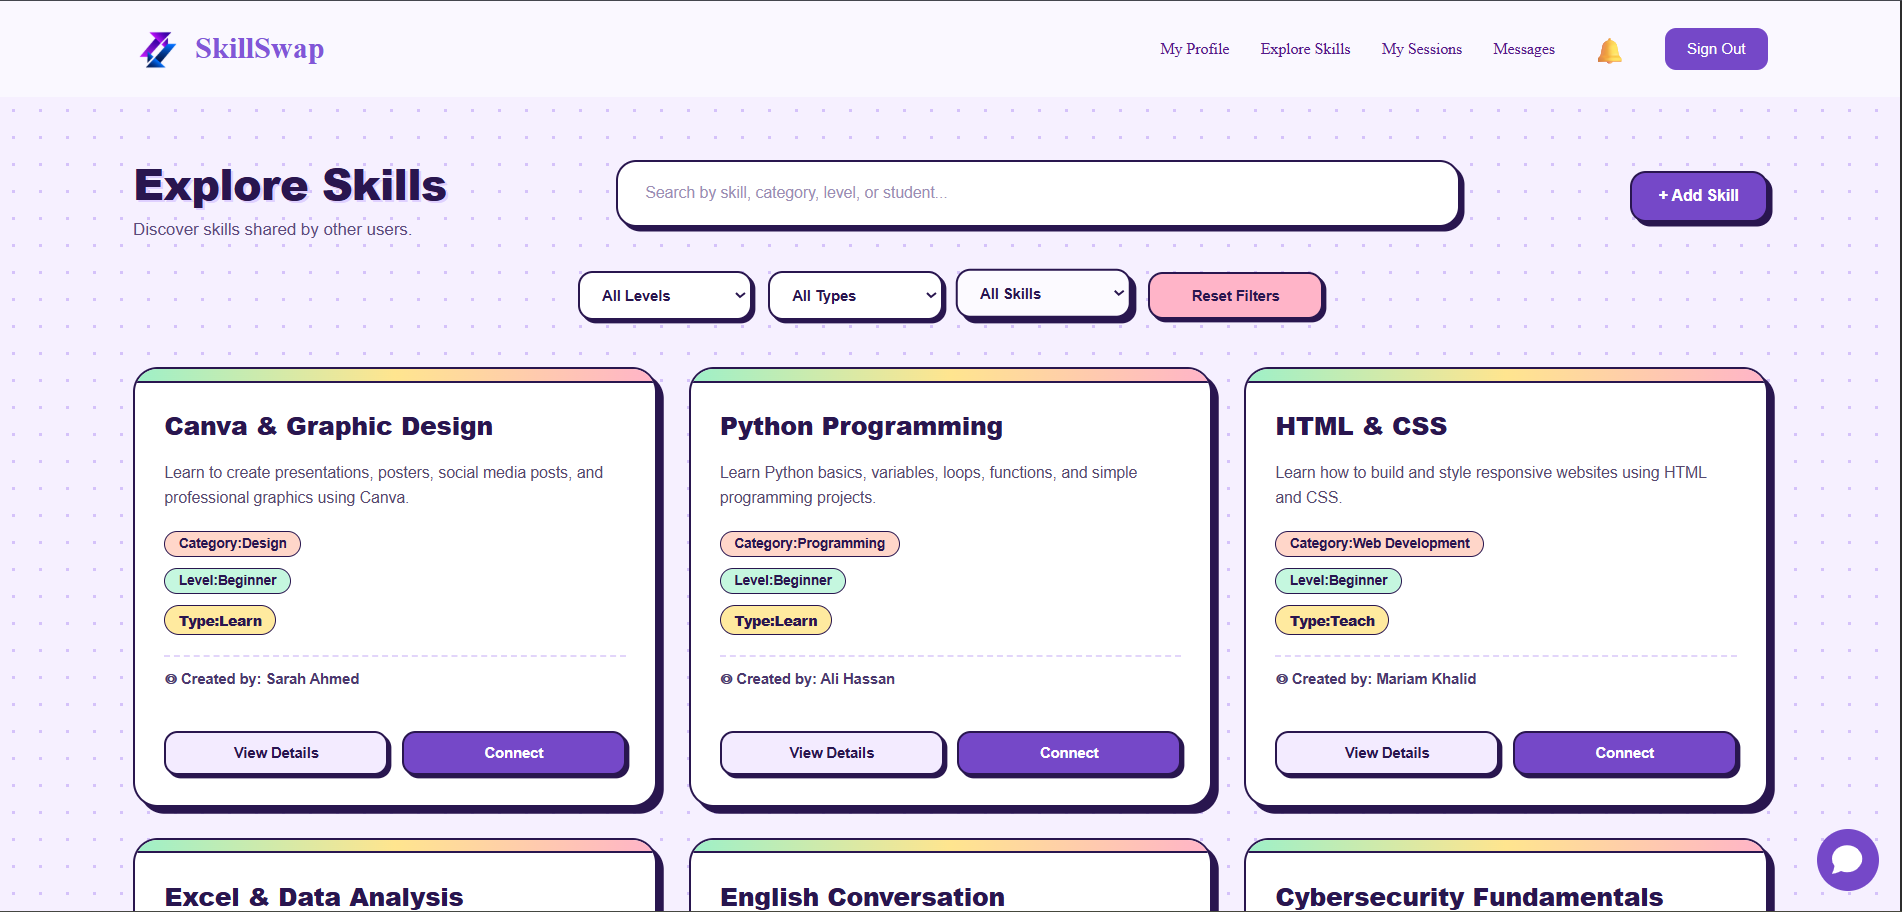 SkillSwap
My Profile
Explore Skills
My Sessions
Messages
Sign Out
Explore Skills
Discover skills shared by other users.
Search by skill, category, level, or student...
+ Add Skill
All Levels
All Types
All Skills
Reset Filters
Canva & Graphic Design
Learn to create presentations, posters, social media posts, and
professional graphics using Canva.
Category:Design
Level:Beginner
Type:Learn
Created by: Sarah Ahmed
View Details
Connect
Python Programming
Learn Python basics, variables, loops, functions, and simple
programming projects.
Category:Programming
Level:Beginner
Type:Learn
Created by: Ali Hassan
View Details
Connect
HTML & CSS
Learn how to build and style responsive websites using HTML
and CSS.
Category:Web Development
Level:Beginner
Type:Teach
Created by: Mariam Khalid
View Details
Connect
Excel & Data Analysis
English Conversation
Cybersecurity Fundamentals